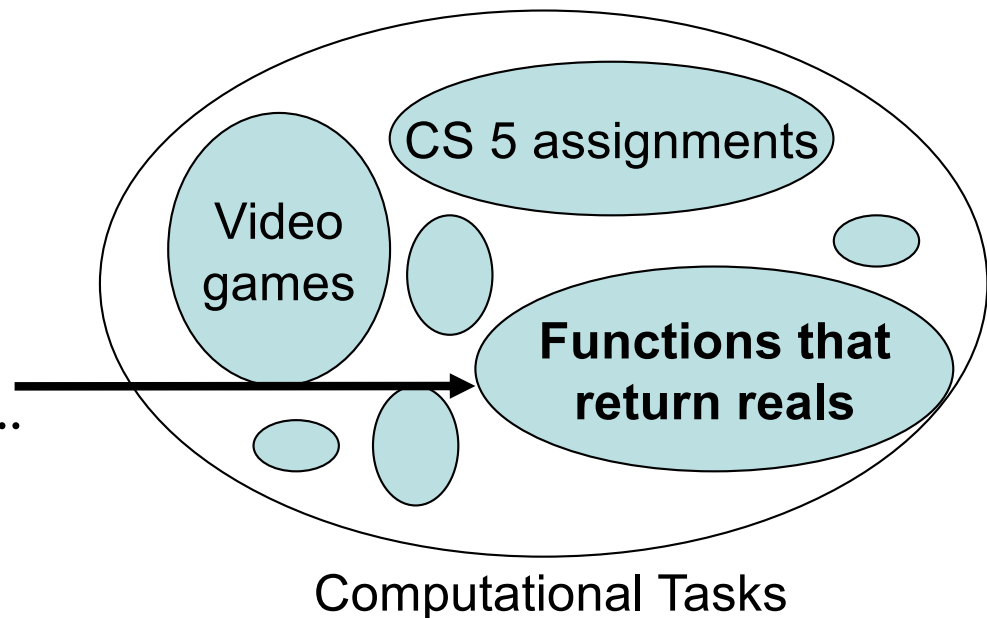 CS 5 assignments
Video
games
Functions that
return reals
..
Computational Tasks